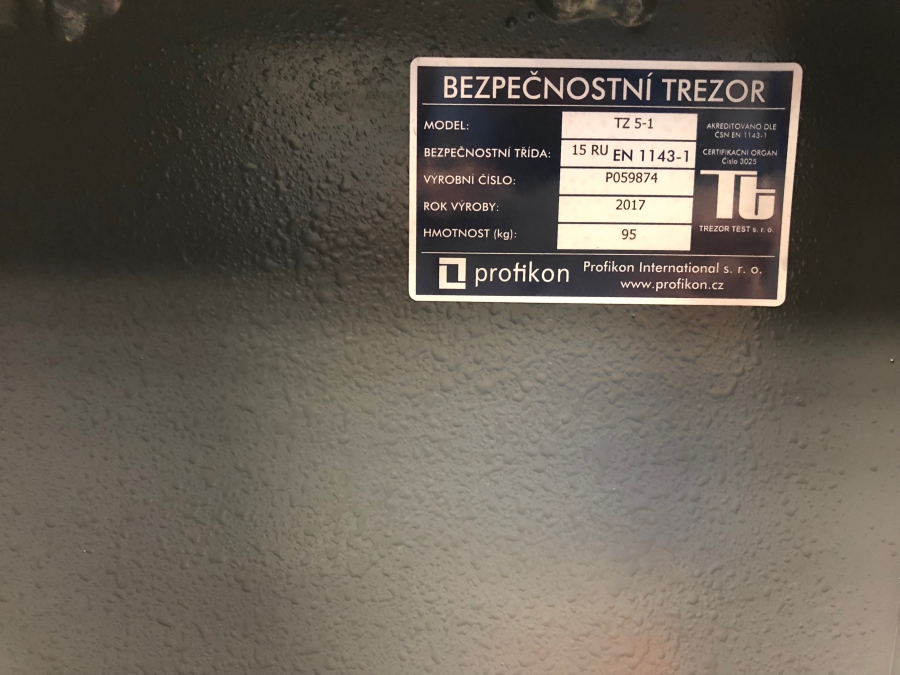 BEZPEČNOSTNÍ TREZOR
MODEL: TZ 5-1
BEZPEČNOSTNÍ TŘÍDA: 15 RU EN 1143-1
VÝROBNÍ ČÍSLO: P059874
ROK VÝROBY: 2017
HMOTNOST (kg): 95
AKREDITOVÁNO DLE
ČSN EN 1143-1
CERTIFIKAČNÍ ORGÁN
Číslo 3025
Tt
TREZOR TEST s. r. o.
profikon
Profikon International s. r. o.
www.profikon.cz